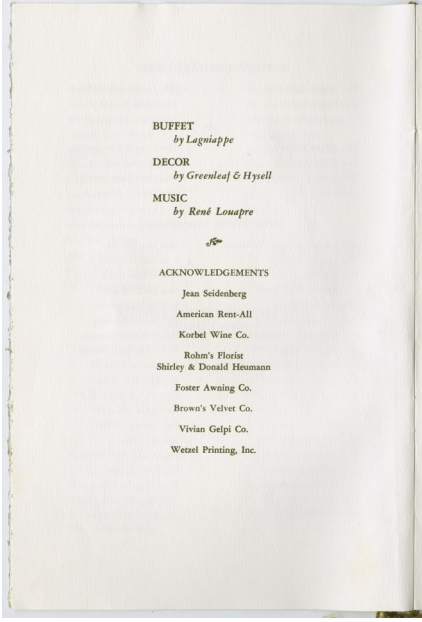 BUFFET
by Lagniappe
DECOR
by Greenleaf & Hysell
MUSIC
by René Louapre
ACKNOWLEDGEMENTS
Jean Seidenberg
American Rent-All
Korbel Wine Co.
Rohm's Florist
Shirley & Donald Heumann
Foster Awning Co.
Brown's Velvet Co.
Vivian Gelpi Co.
Wetzel Printing, Inc.